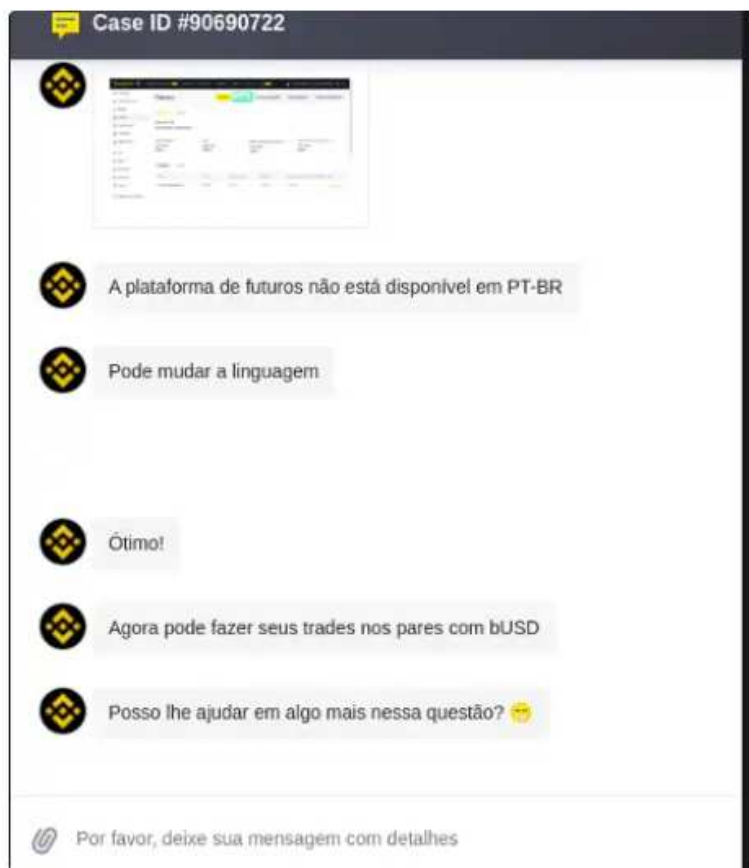 Case ID #90690722
A plataforma de futuros não está disponível em PT-BR
Pode mudar a linguagem
Ótimo!
Agora pode fazer seus trades nos pares com bUSD
Posso lhe ajudar em algo mais nessa questão? 😁
Por favor, deixe sua mensagem com detalhes